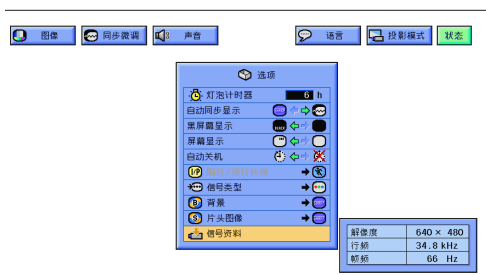 图像
同步微调
声音
语言
投影模式
状态
选项
灯泡计时器 6 h
自动同步显示
黑屏幕显示
屏幕显示
自动关机
I/P
信号类型
B 背景
S 片头图像
信号资料
解像度 640 × 480
行频 34.8 kHz
帧频 66 Hz